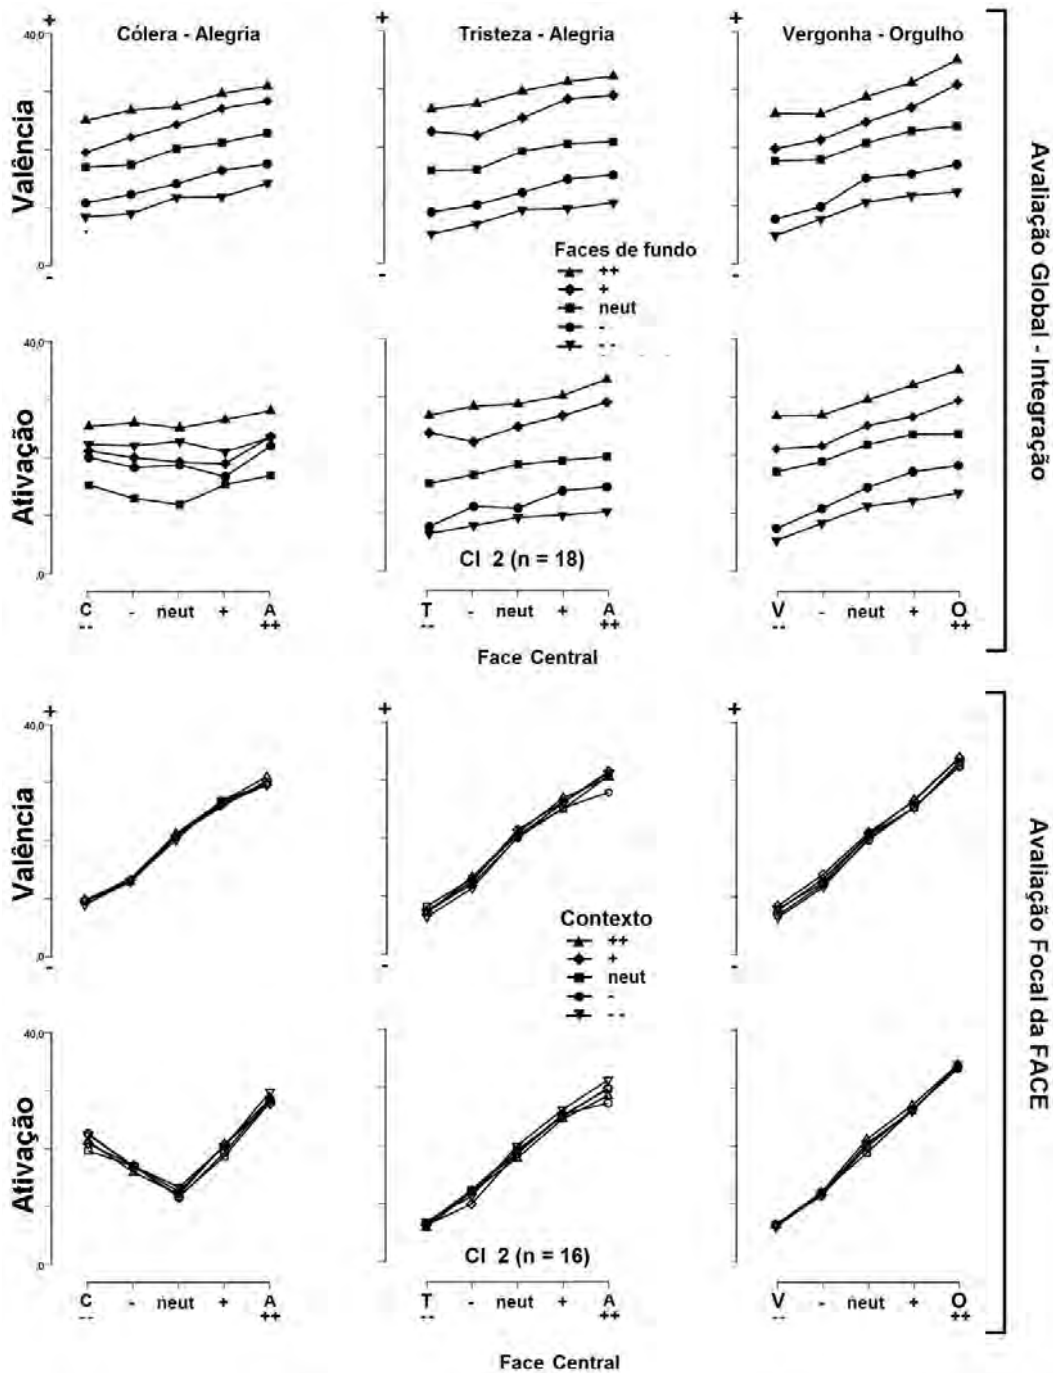 + + +
40,0 Cólera - Alegria Tristeza - Alegria Vergonha - Orgulho
Valência
,0
- - -
Faces de fundo
++
+
neut
-
--
40,0
Ativação
,0
Cl 2 (n = 18)
C - neut + A T - neut + A V - neut + O
-- ++ -- ++ -- ++
Face Central
Avaliação Global - Integração
+ + +
40,0
Valência
,0
- - -
Contexto
++
+
neut
-
--
40,0
Ativação
,0
Cl 2 (n = 16)
C - neut + A T - neut + A V - neut + O
-- ++ -- ++ -- ++
Face Central
Avaliação Focal da FACE